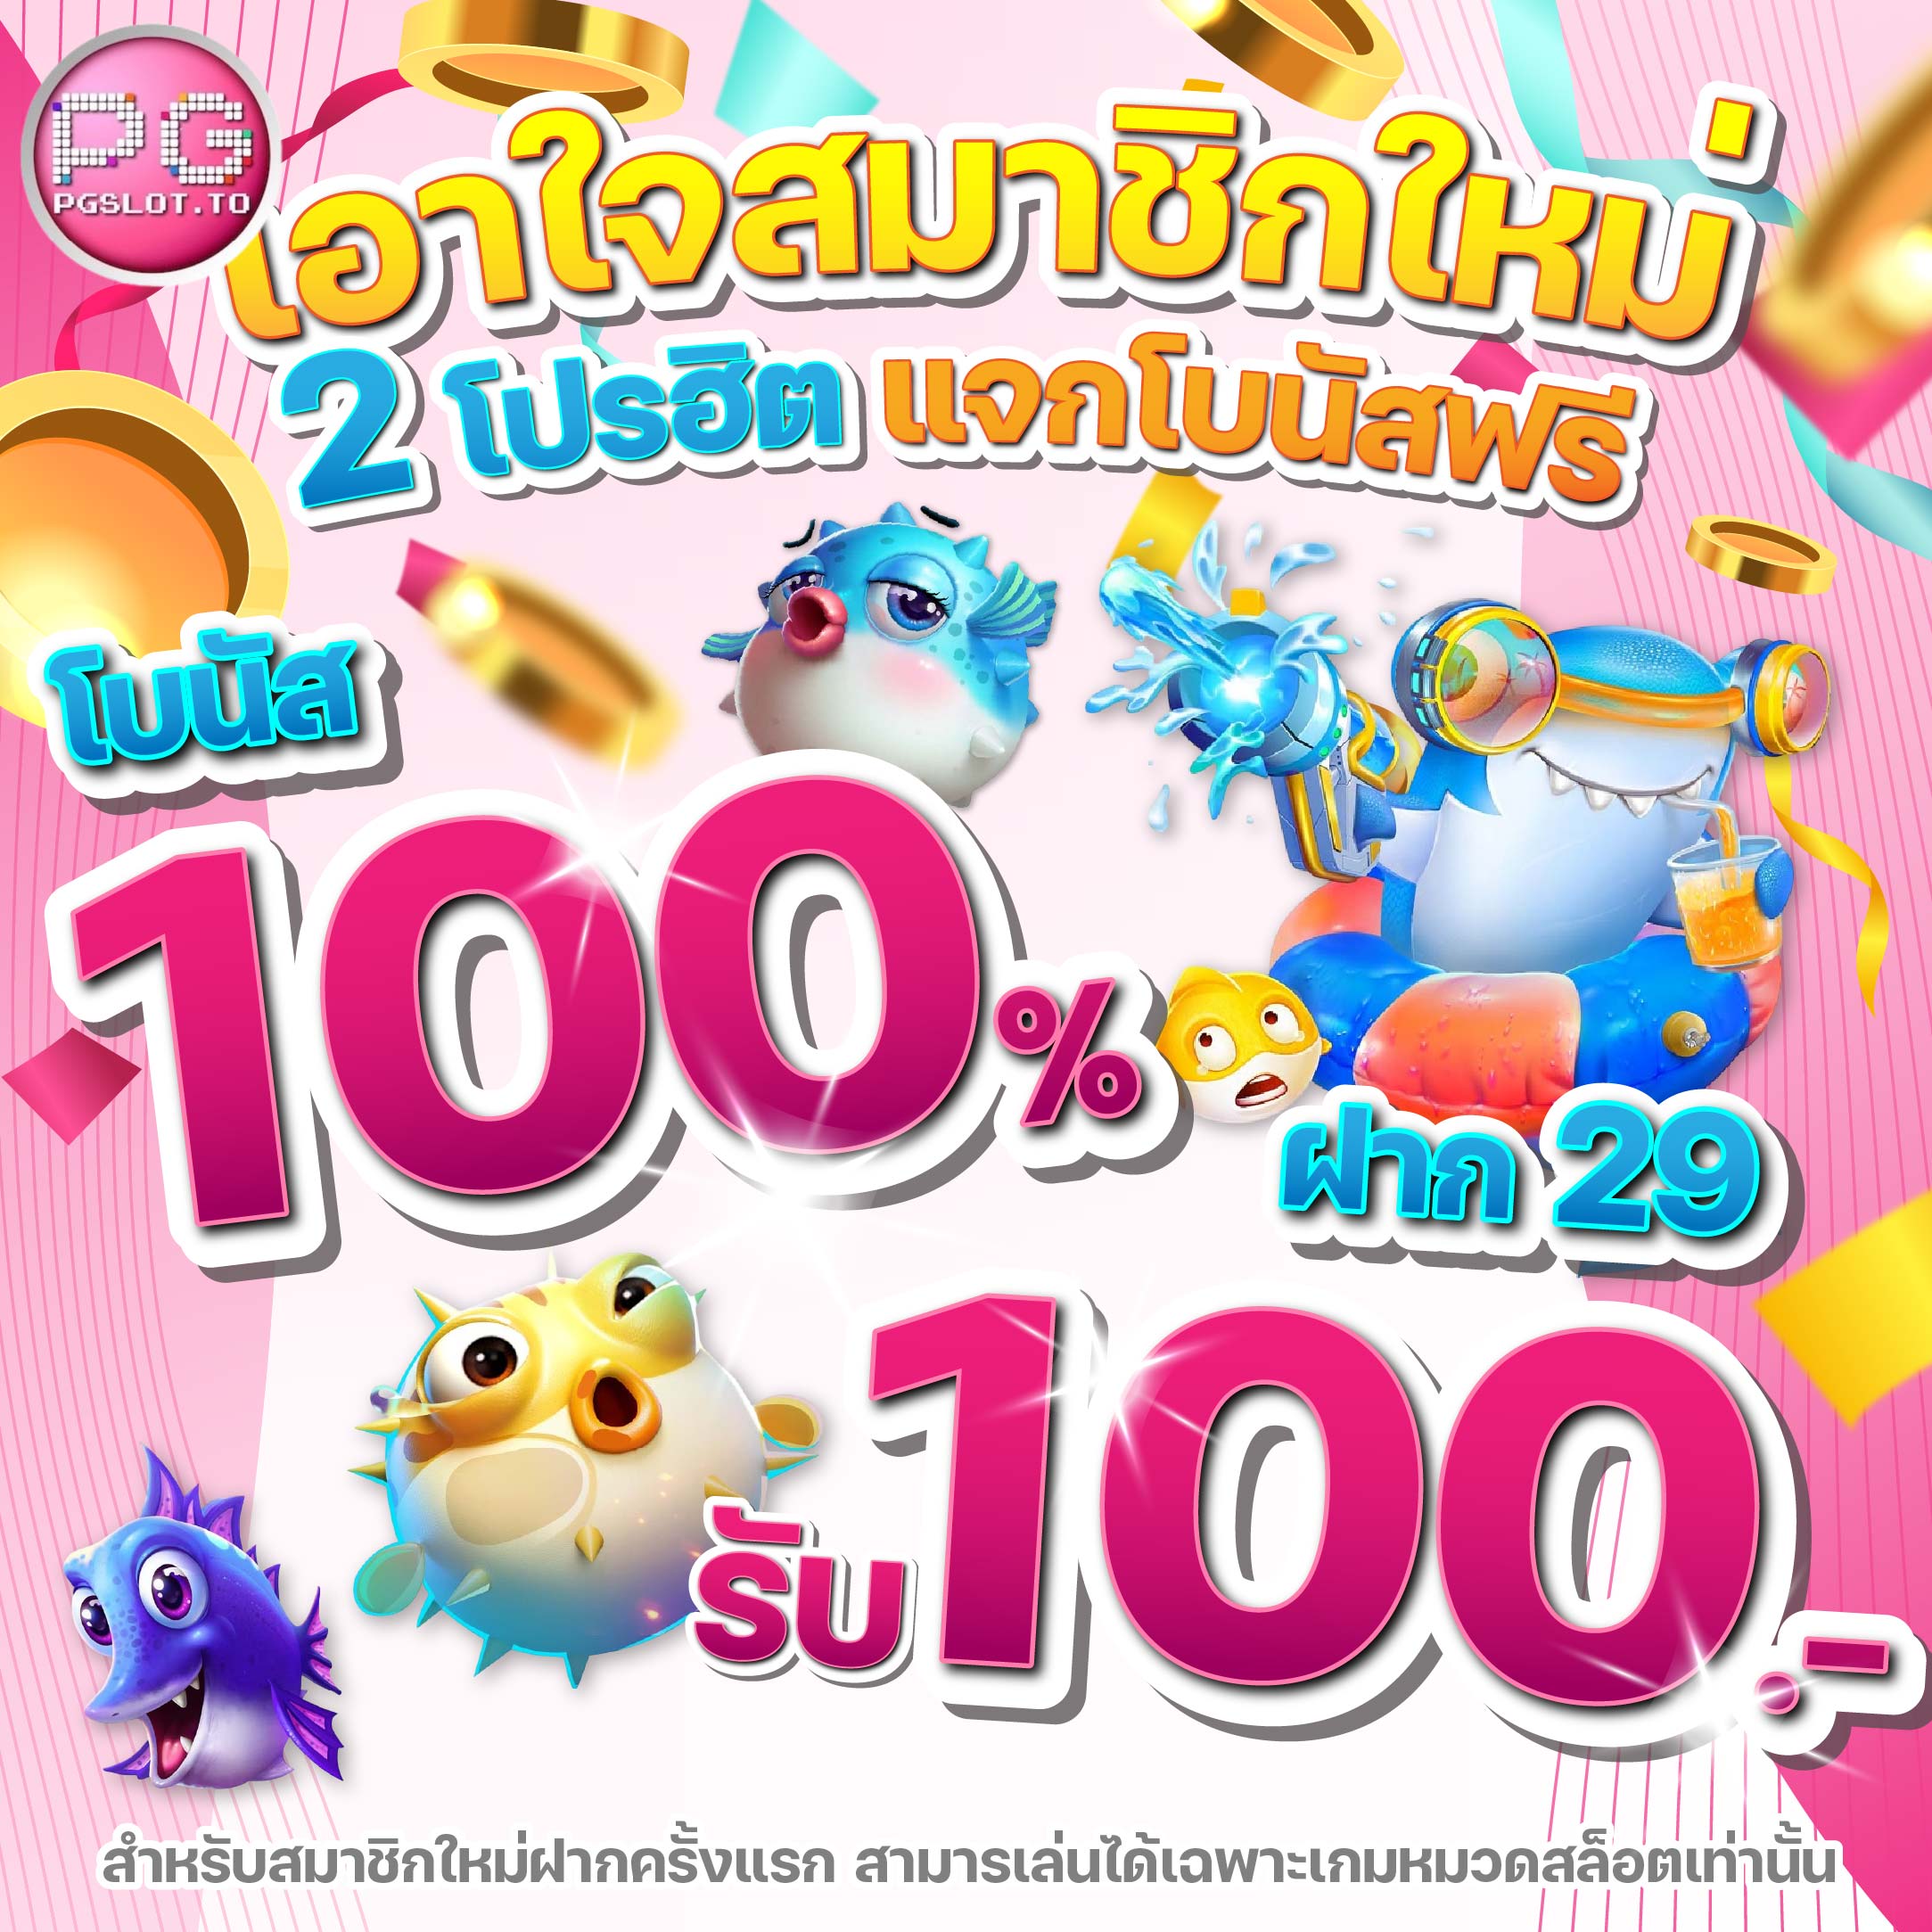 PG
PGSLOT.TO
เอาใจสมาชิกใหม่
2 โปรฮิต แจกโบนัสฟรี
โบนัส
100%
ฝาก 29
รับ 100.-
สำหรับสมาชิกใหม่ฝากครั้งแรก สามารเล่นได้เฉพาะเกมหมวดสล็อตเท่านั้น